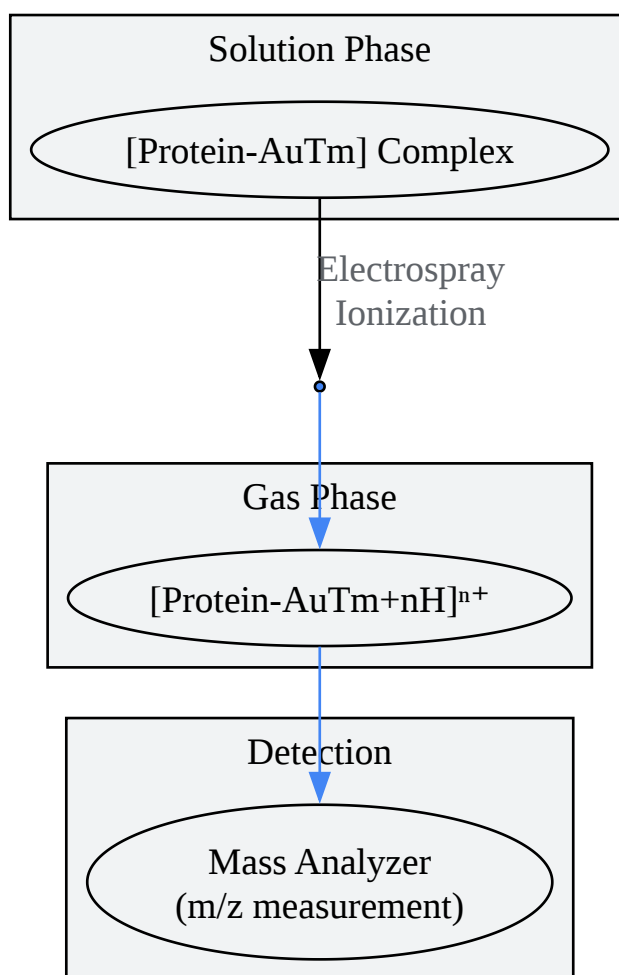 Solution Phase
[Protein-AuTm] Complex
Electrospray
Ionization
Gas Phase
[Protein-AuTm+nH]ⁿ⁺
Detection
Mass Analyzer
(m/z measurement)